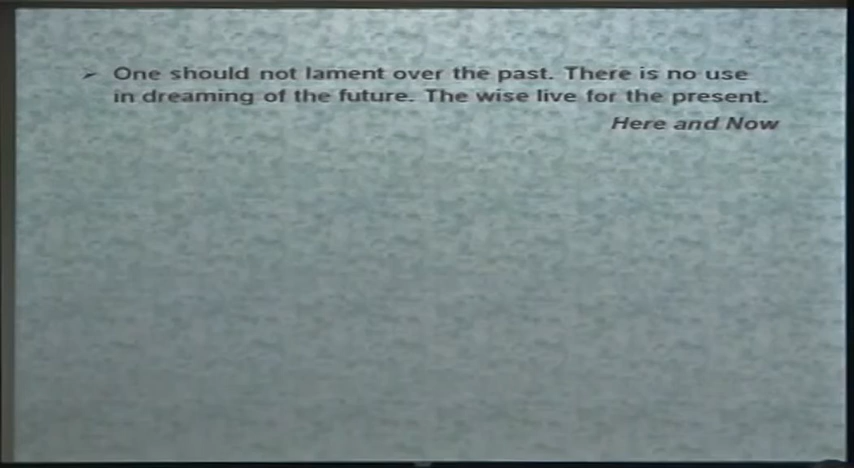 ➢ One should not lament over the past. There is no use
in dreaming of the future. The wise live for the present.
Here and Now